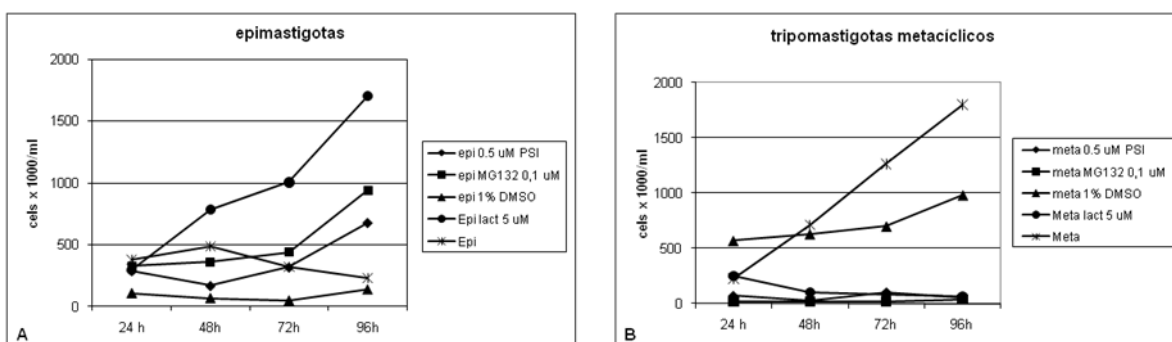 epimastigotas
2000
1500
1000
500
0
cels x 1000/ml
24 h 48h 72h 96h
epi 0.5 uM PSI
epi MG132 0,1 uM
epi 1% DMSO
Epi lact 5 uM
Epi
A
tripomastigotas metacíclicos
2000
1500
1000
500
0
cels x 1000/ml
24 h 48h 72h 96h
meta 0.5 uM PSI
meta MG132 0,1 uM
meta 1% DMSO
Meta lact 5 uM
Meta
B